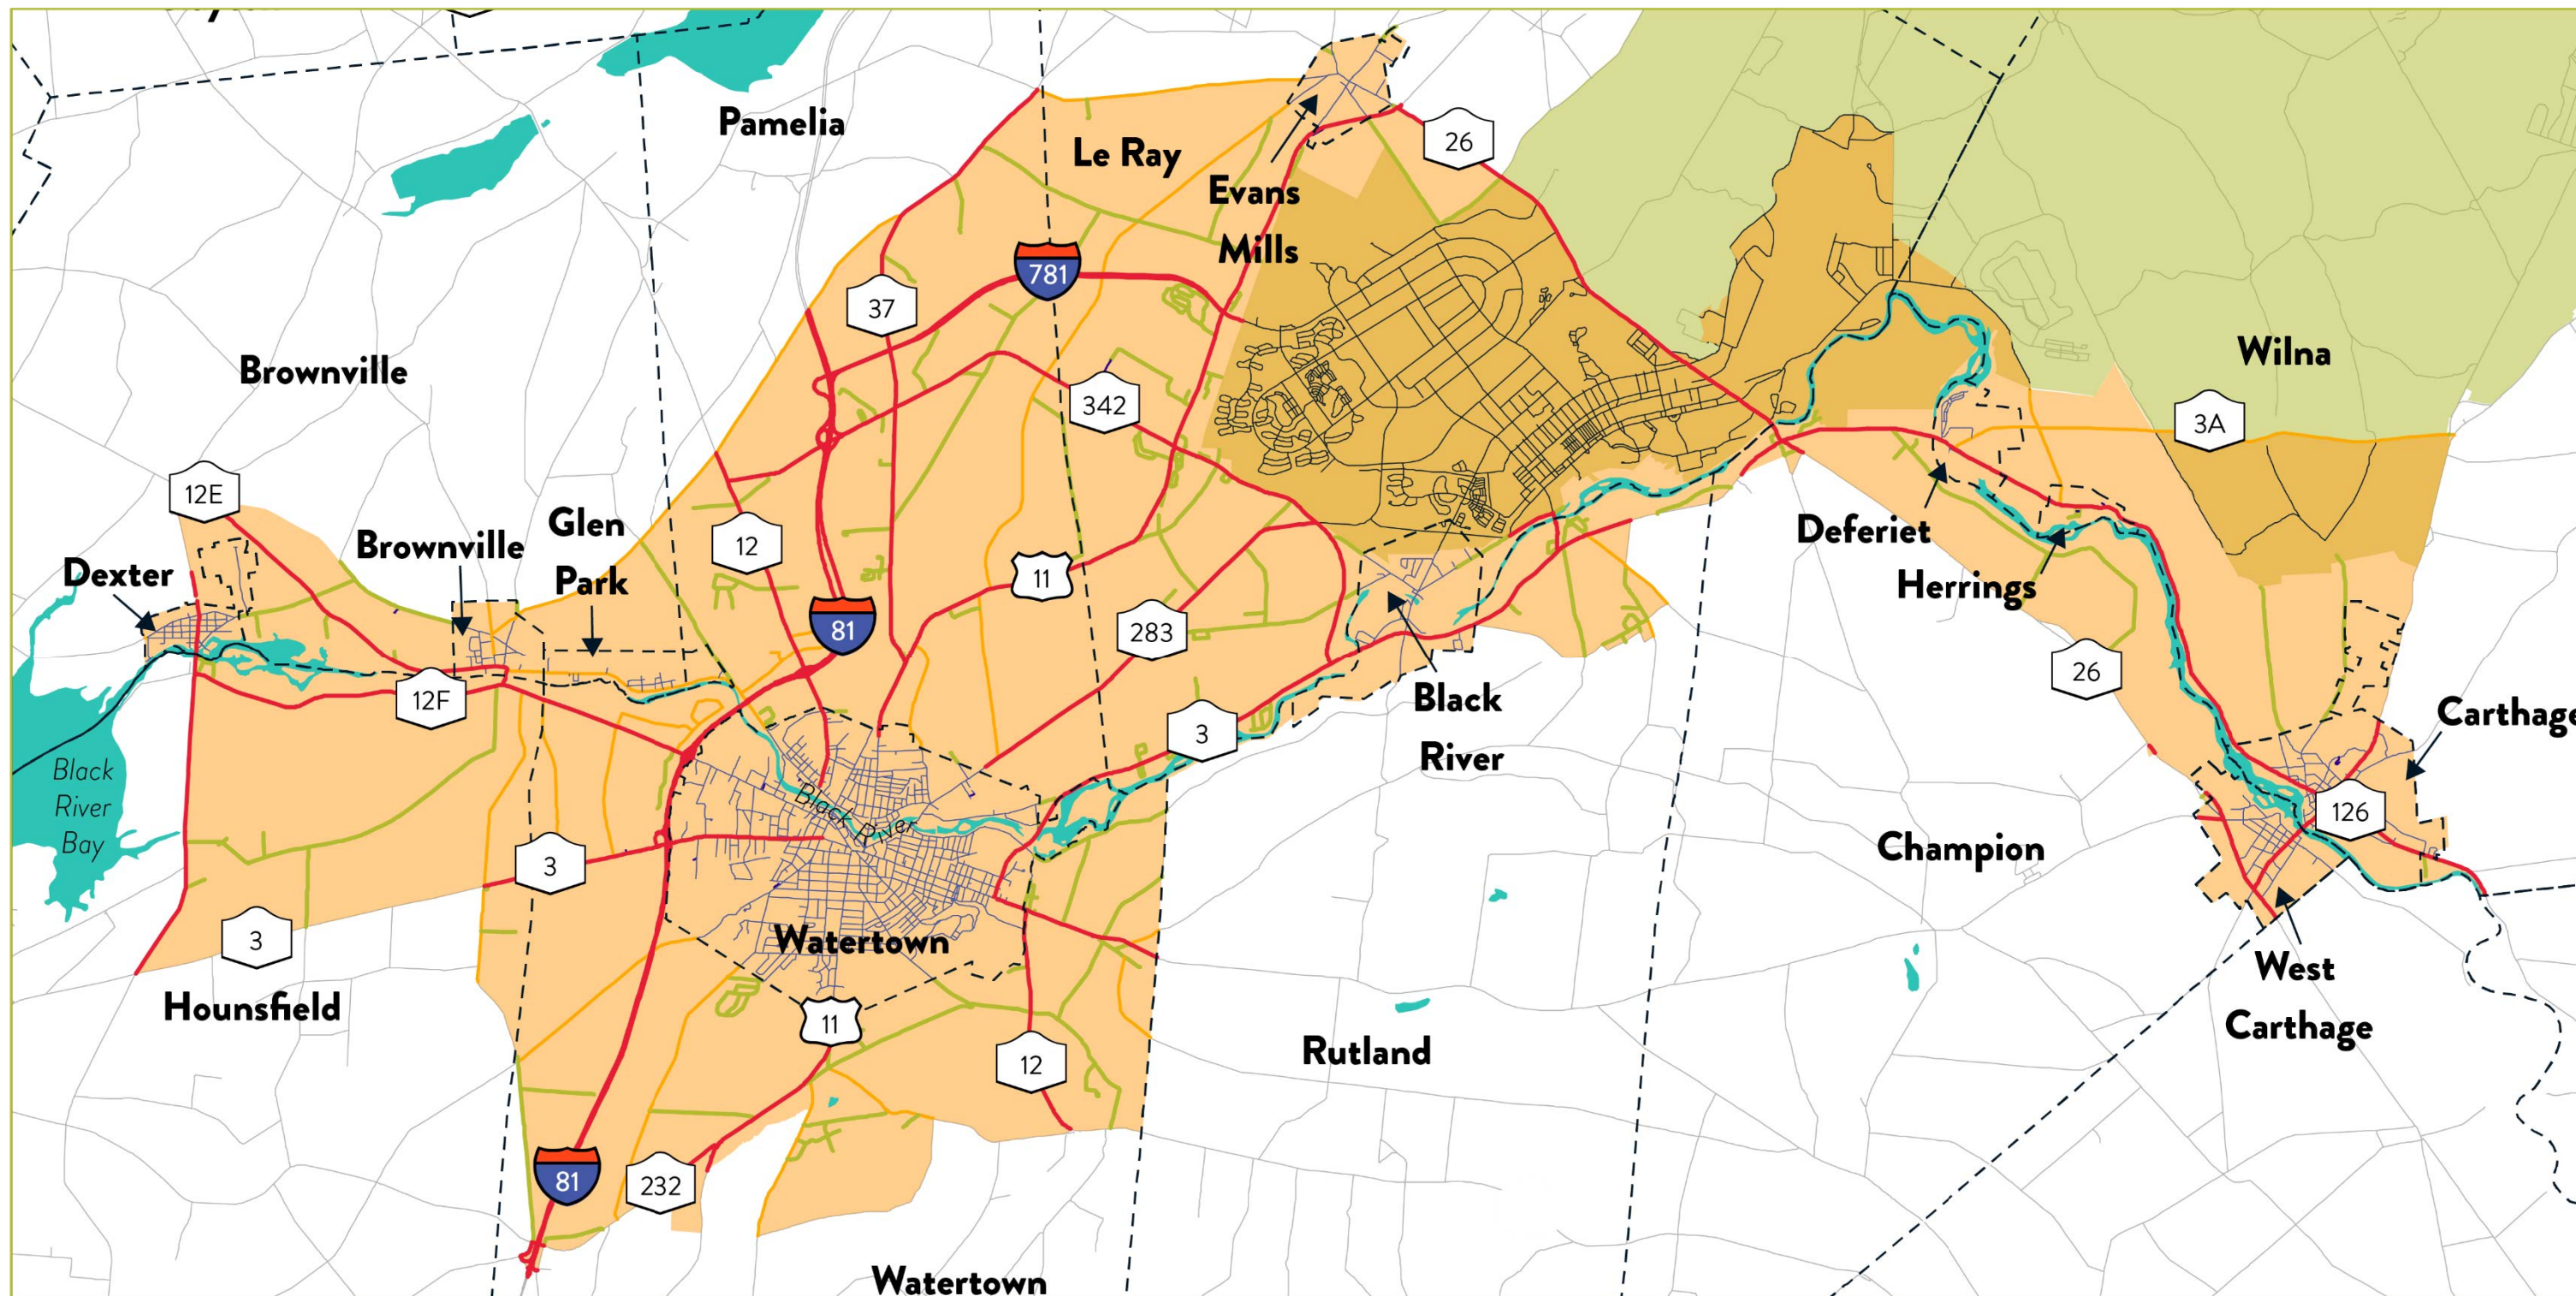 Pamelia
Le Ray
26
Evans
Mills
781
37
Wilna
Brownville
342
3A
12E
Glen
Park
Brownville
12
Dexter
11
Deferiet
Herrings
81
283
26
12F
Black
River
3
Carthage
Black
River
Bay
Black River
126
3
Champion
3
Watertown
Hounsfield
West
Carthage
11
Rutland
12
81
232
Watertown